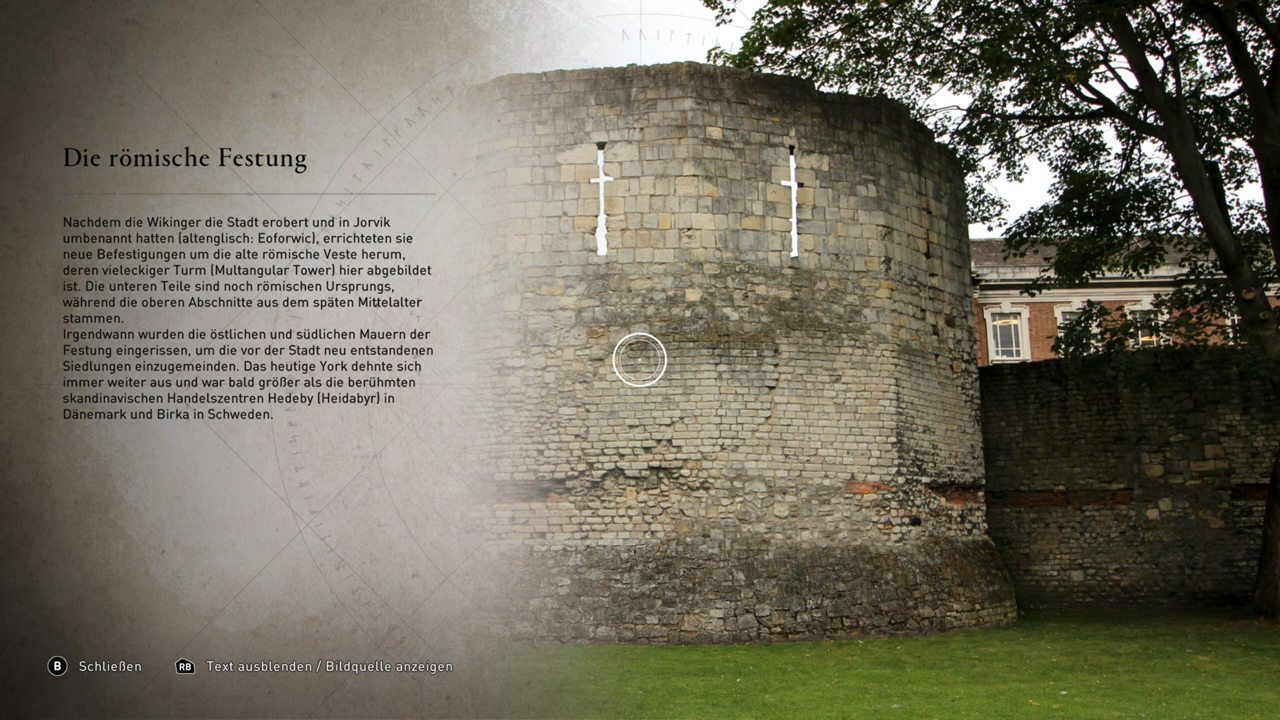 Die römische Festung
Nachdem die Wikinger die Stadt erobert und in Jorvik
umbenannt hatten (altenglisch: Eoforwic), errichteten sie
neue Befestigungen um die alte römische Veste herum,
deren vieleckiger Turm (Multangular Tower) hier abgebildet
ist. Die unteren Teile sind noch römischen Ursprungs,
während die oberen Abschnitte aus dem späten Mittelalter
stammen.
Irgendwann wurden die östlichen und südlichen Mauern der
Festung eingerissen, um die vor der Stadt neu entstandenen
Siedlungen einzugemeinden. Das heutige York dehnte sich
immer weiter aus und war bald größer als die berühmten
skandinavischen Handelszentren Hedeby (Heidabyr) in
Dänemark und Birka in Schweden.
B Schließen RB Text ausblenden / Bildquelle anzeigen